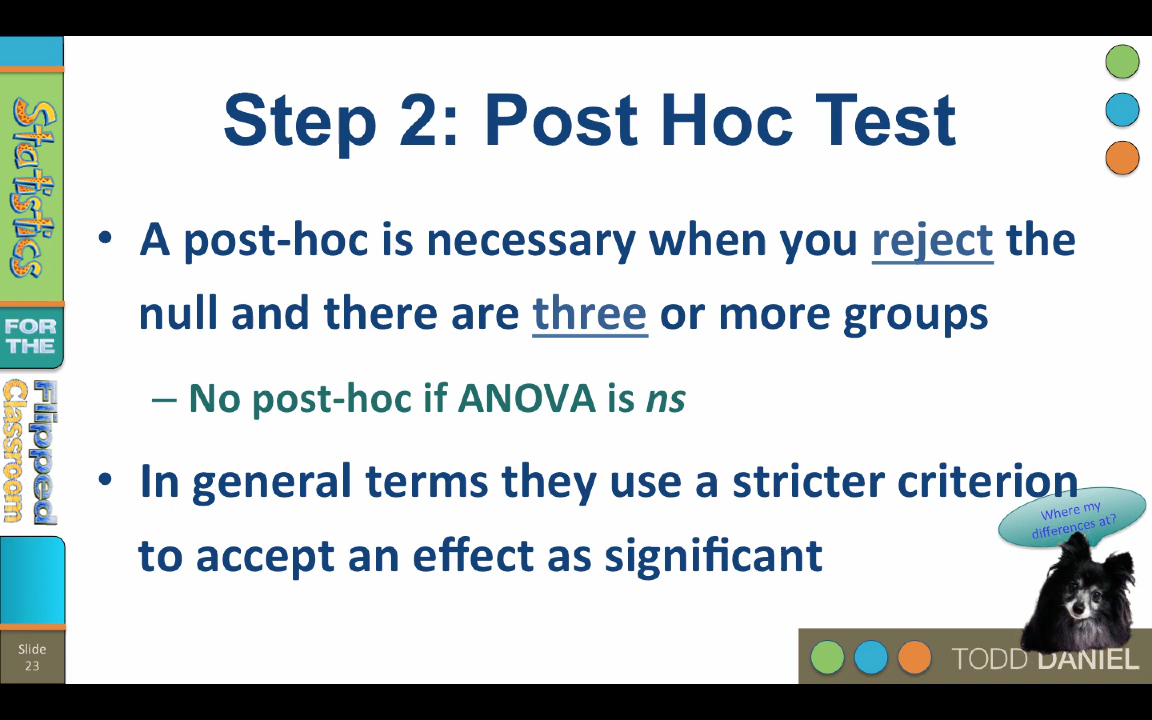 Statistics
FOR
THE
Flipped
Classroom
Slide
23
Step 2: Post Hoc Test
• A post-hoc is necessary when you reject the
null and there are three or more groups
– No post-hoc if ANOVA is ns
• In general terms they use a stricter criterion
to accept an effect as significant
Where my
differences at?
TODD DANIEL